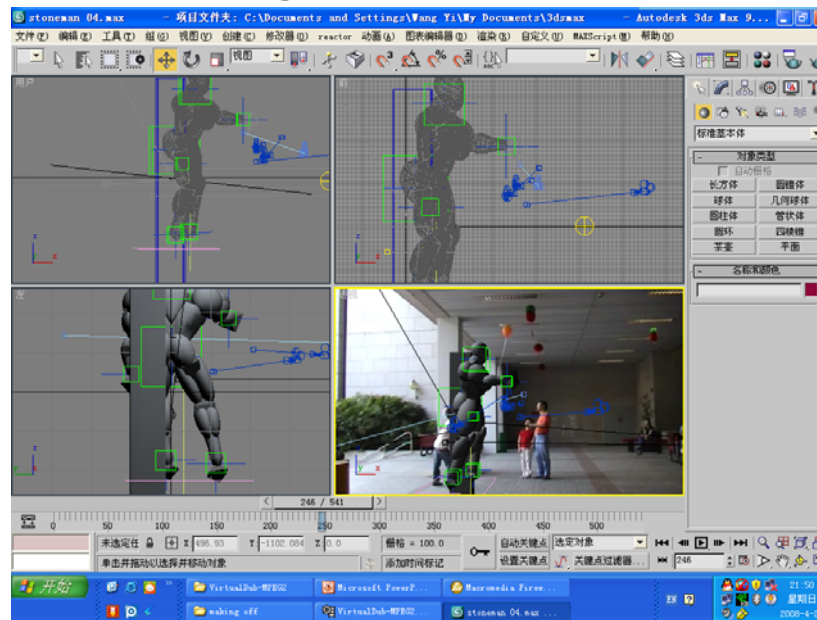 stoneman 04.max - 项目文件夹: C:\Documents and Settings\Wang Yi\My Documents\3dsmax - Autodesk 3ds Max 9...
文件(F) 编辑(E) 工具(T) 组(G) 视图(V) 创建(C) 修改器(O) reactor 动画(A) 图表编辑器(D) 渲染(R) 自定义(U) MAXScript(M) 帮助(H)
视图
用户
前
左
标准基本体
- 对象类型
自动栅格
长方体 圆锥体
球体 几何球体
圆柱体 管状体
圆环 四棱锥
茶壶 平面
- 名称和颜色
z
x
z
x
z
y
z
y x
< 246 / 541 >
0 50 100 150 200 250 300 350 400 450 500
未选定任 X: 496.93 Y: -1102.084 Z: 0.0 栅格 = 100.0 自动关键点 选定对象
单击并拖动以选择并移动对象 添加时间标记 设置关键点 关键点过滤器... 246
开始 VirtualDub-MPEG2 Microsoft PowerP... Macromedia Firew... 21:50
making off VirtualDub-MPEG2... stoneman 04.max ... EN 星期日